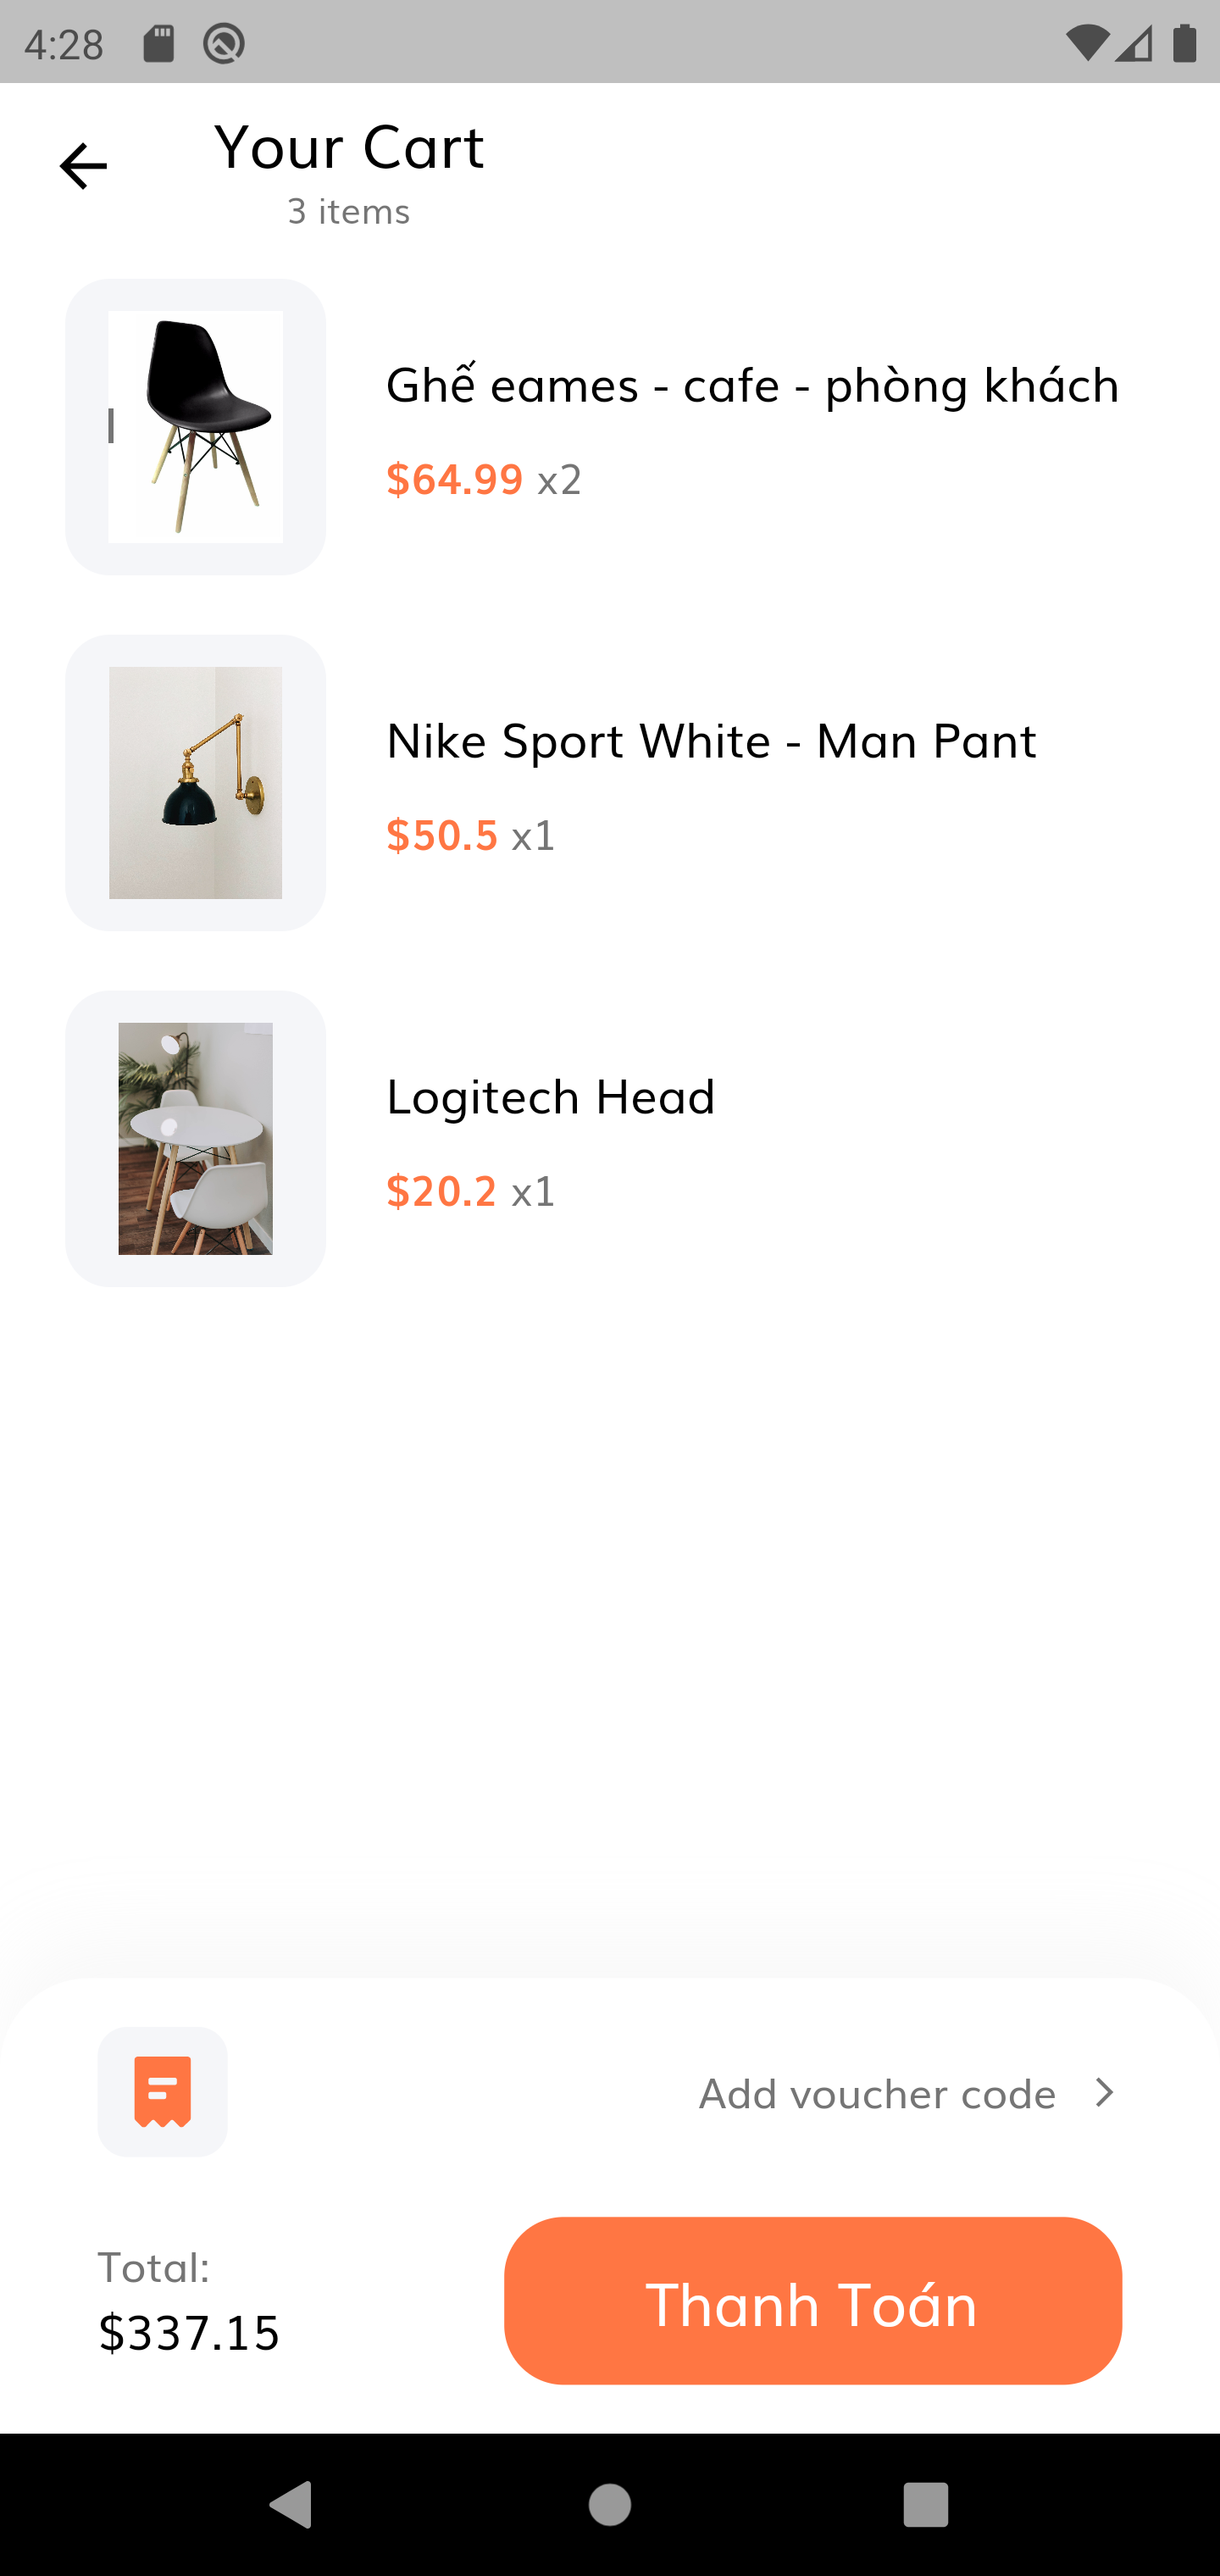 4:28
Your Cart
3 items
Ghế eames - cafe - phòng khách
$64.99 x2
Nike Sport White - Man Pant
$50.5 x1
Logitech Head
$20.2 x1
Add voucher code
Total:
$337.15
Thanh Toán